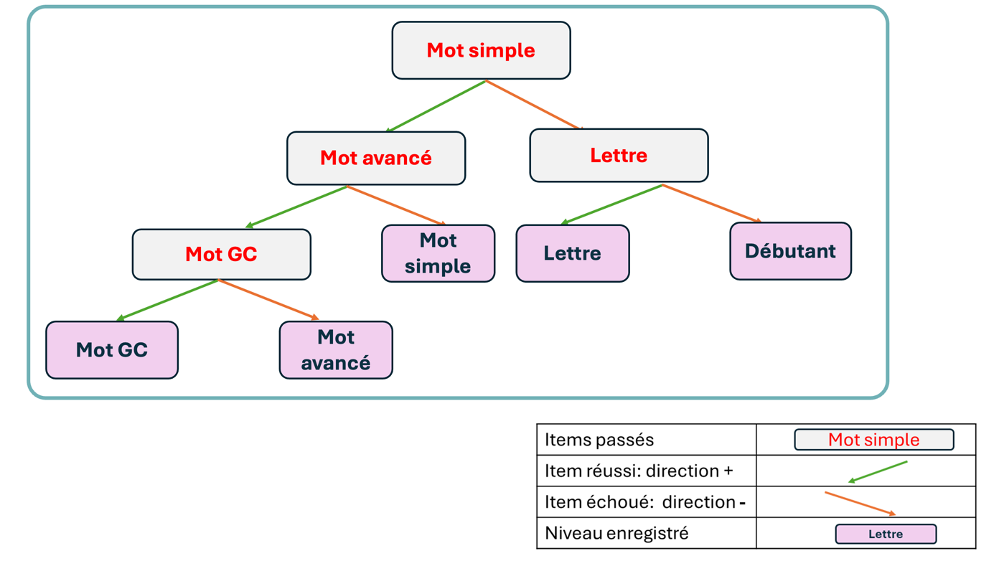 Mot simple
Mot avancé
Lettre
Mot GC
Mot
simple
Lettre
Débutant
Mot GC
Mot
avancé
Items passés
Mot simple
Item réussi: direction +
Item échoué:  direction -
Niveau enregistré
Lettre